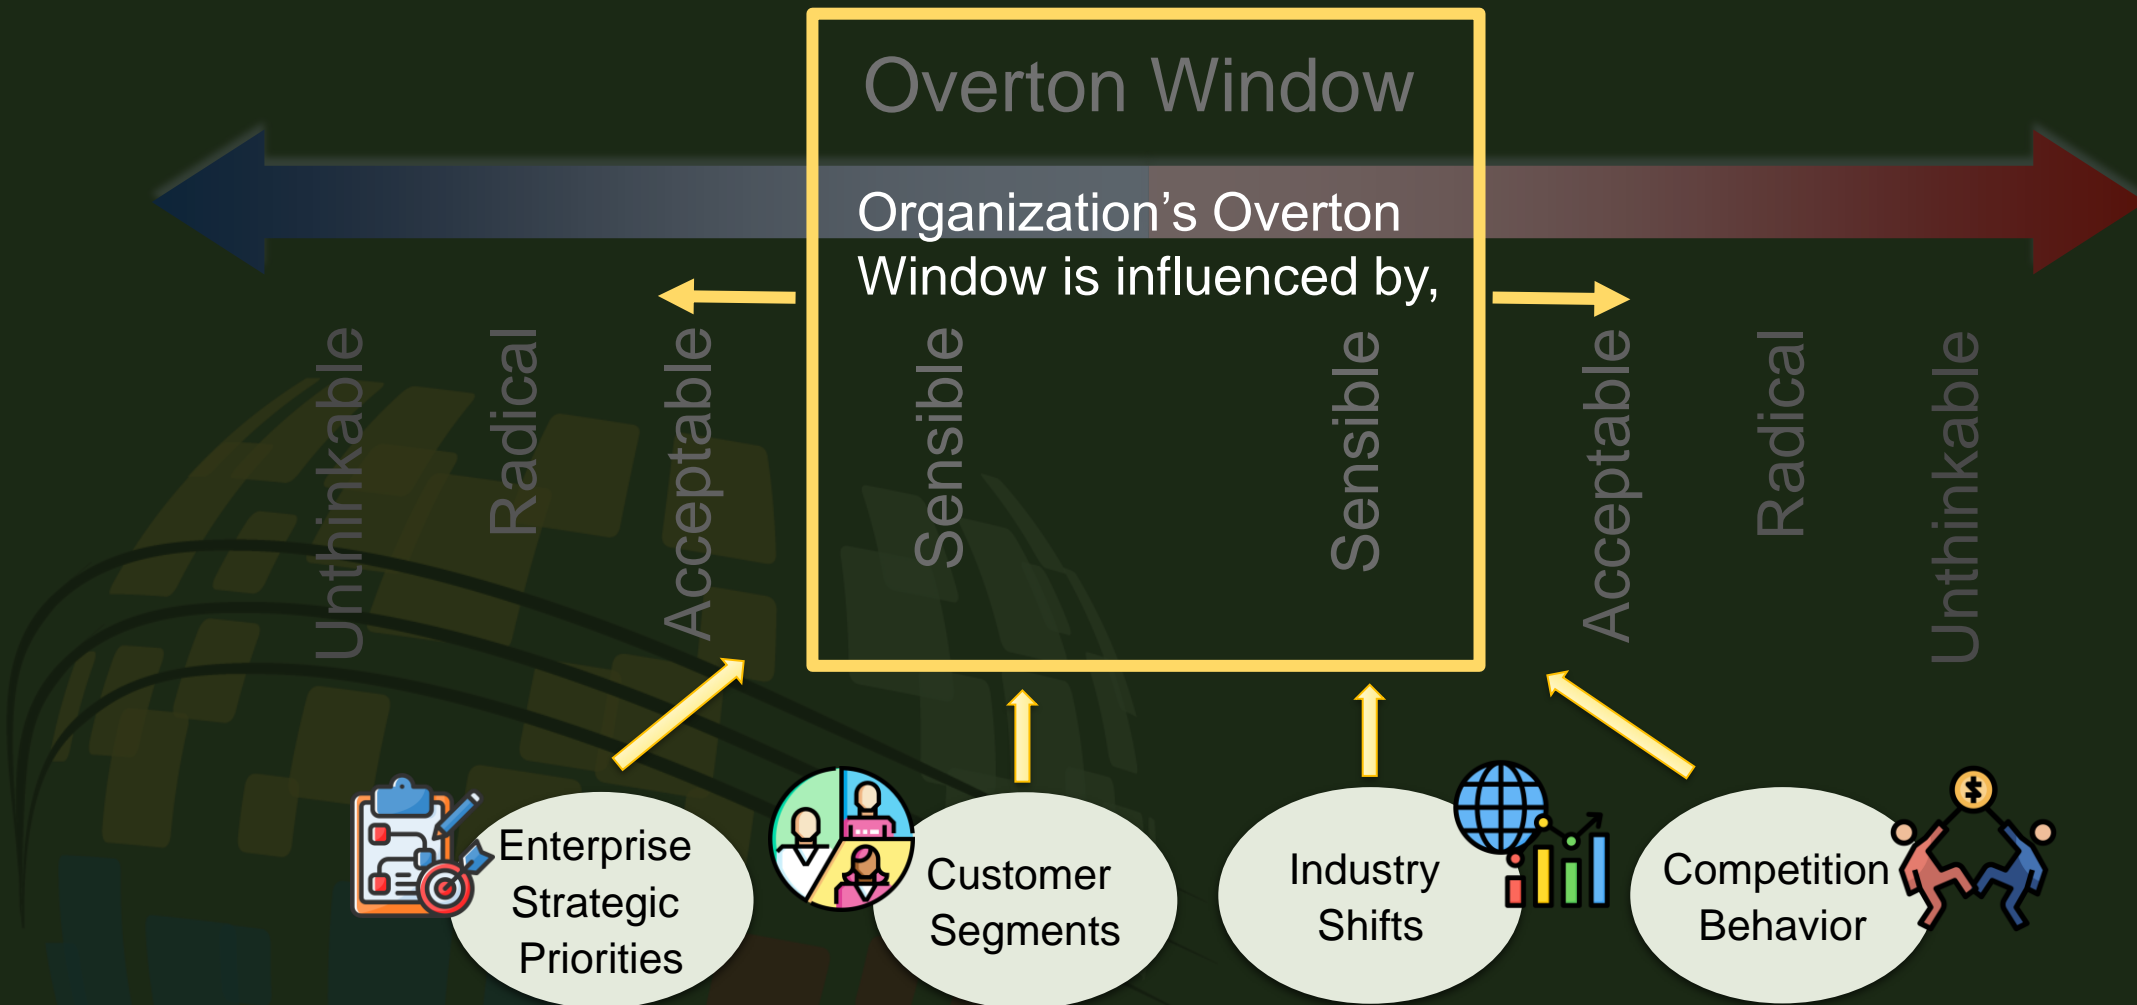 Overton Window
Organization’s Overton
Window is influenced by,
Unthinkable
Radical
Acceptable
Sensible
Sensible
Acceptable
Radical
Unthinkable
Enterprise
Strategic
Priorities
Customer
Segments
Industry
Shifts
Competition
Behavior
$